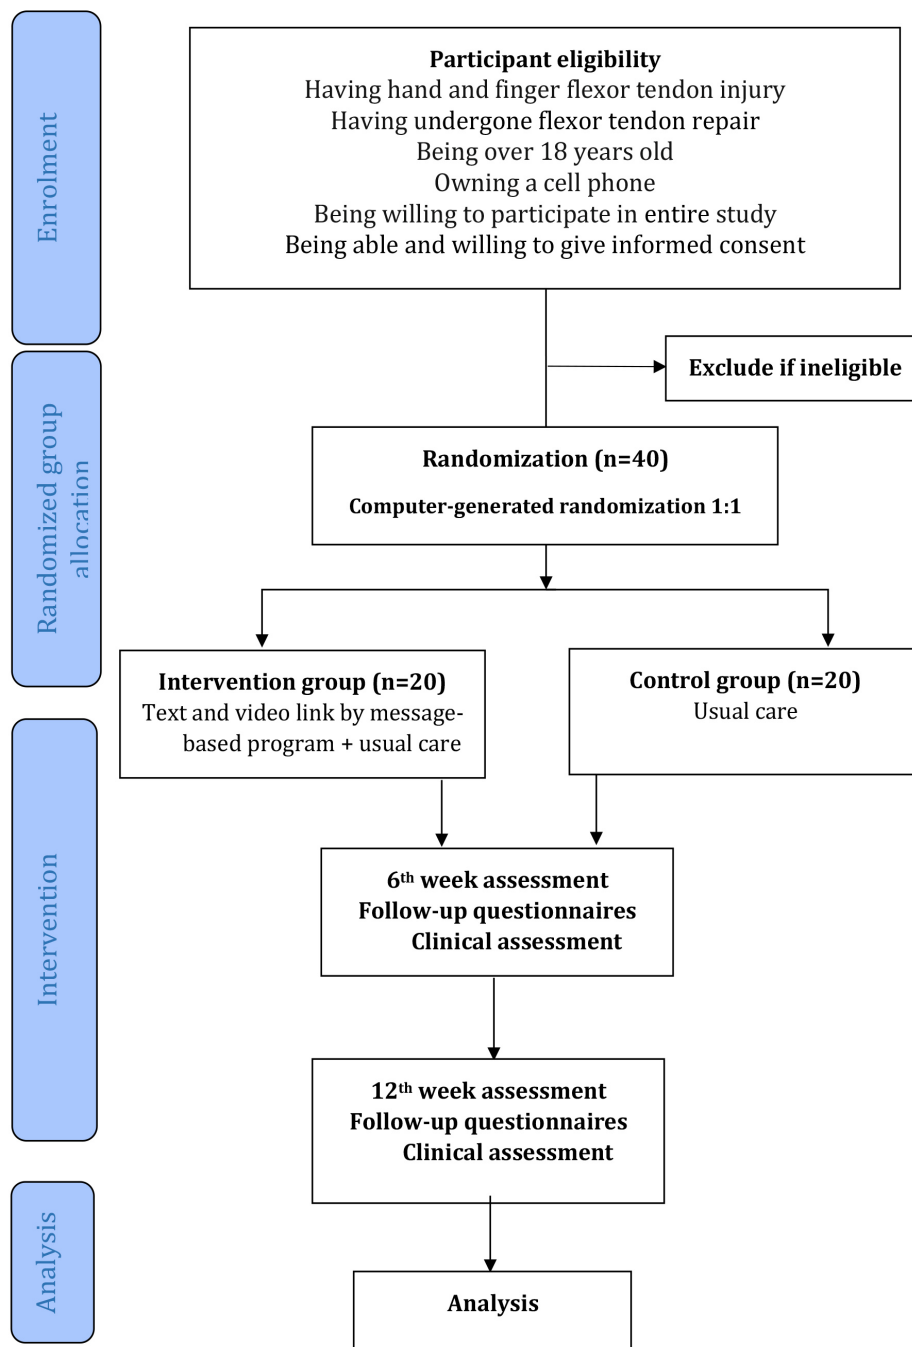 Enrolment
Participant eligibility
Having hand and finger flexor tendon injury
Having undergone flexor tendon repair
Being over 18 years old
Owning a cell phone
Being willing to participate in entire study
Being able and willing to give informed consent
Exclude if ineligible
Randomized group
allocation
Randomization (n=40)
Computer-generated randomization 1:1
Intervention group (n=20)
Text and video link by message-
based program + usual care
Control group (n=20)
Usual care
Intervention
6th week assessment
Follow-up questionnaires
Clinical assessment
12th week assessment
Follow-up questionnaires
Clinical assessment
Analysis
Analysis